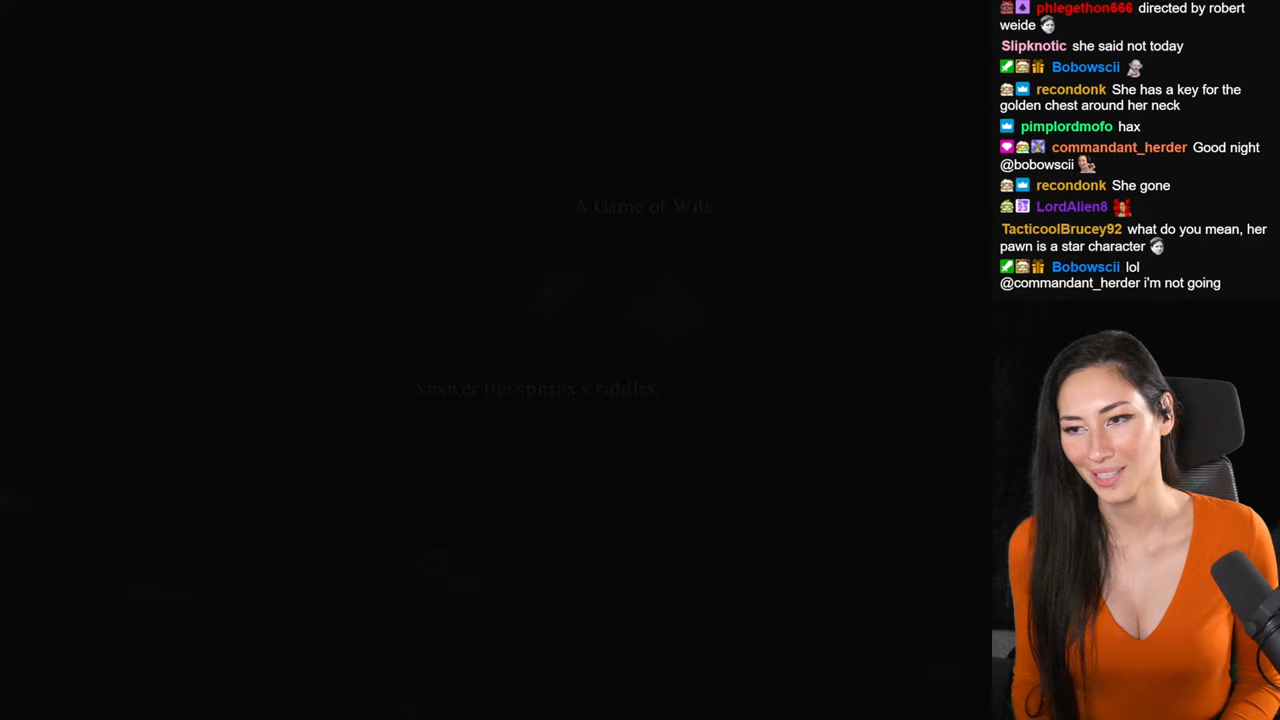 phlegethon666 directed by robert
weide
Slipknotic she said not today
Bobowscii
recondonk She has a key for the
golden chest around her neck
pimplordmofo hax
commandant_herder Good night
@bobowscii
recondonk She gone
LordAlien8
TacticoolBrucey92 what do you mean, her
pawn is a star character
Bobowscii lol
@commandant_herder i'm not going
A Game of Wits
Answer the sphinx's riddles.